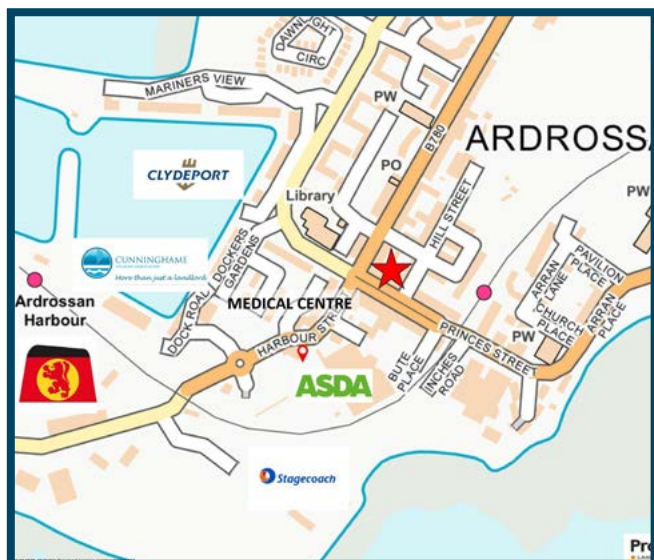 DAWNLIGHT
CIRC
MARINERS VIEW
PW
B780
ARDROSSA
PO
CLYDEPORT
Library
HILL STREET
PW
CUNNINGHAME
More than just a landlord
DOCKERS
GARDENS
PAVILION
PLACE
ARRAN
LANE
Ardrossan
Harbour
MEDICAL CENTRE
DOCK ROAD
HARBOUR STREET
CHURCH
PLACE
ARRAN
PLACE
PW
PRINCES STREET
BUTE
PLACE
INCHES
ROAD
ASDA
Stagecoach
Pr